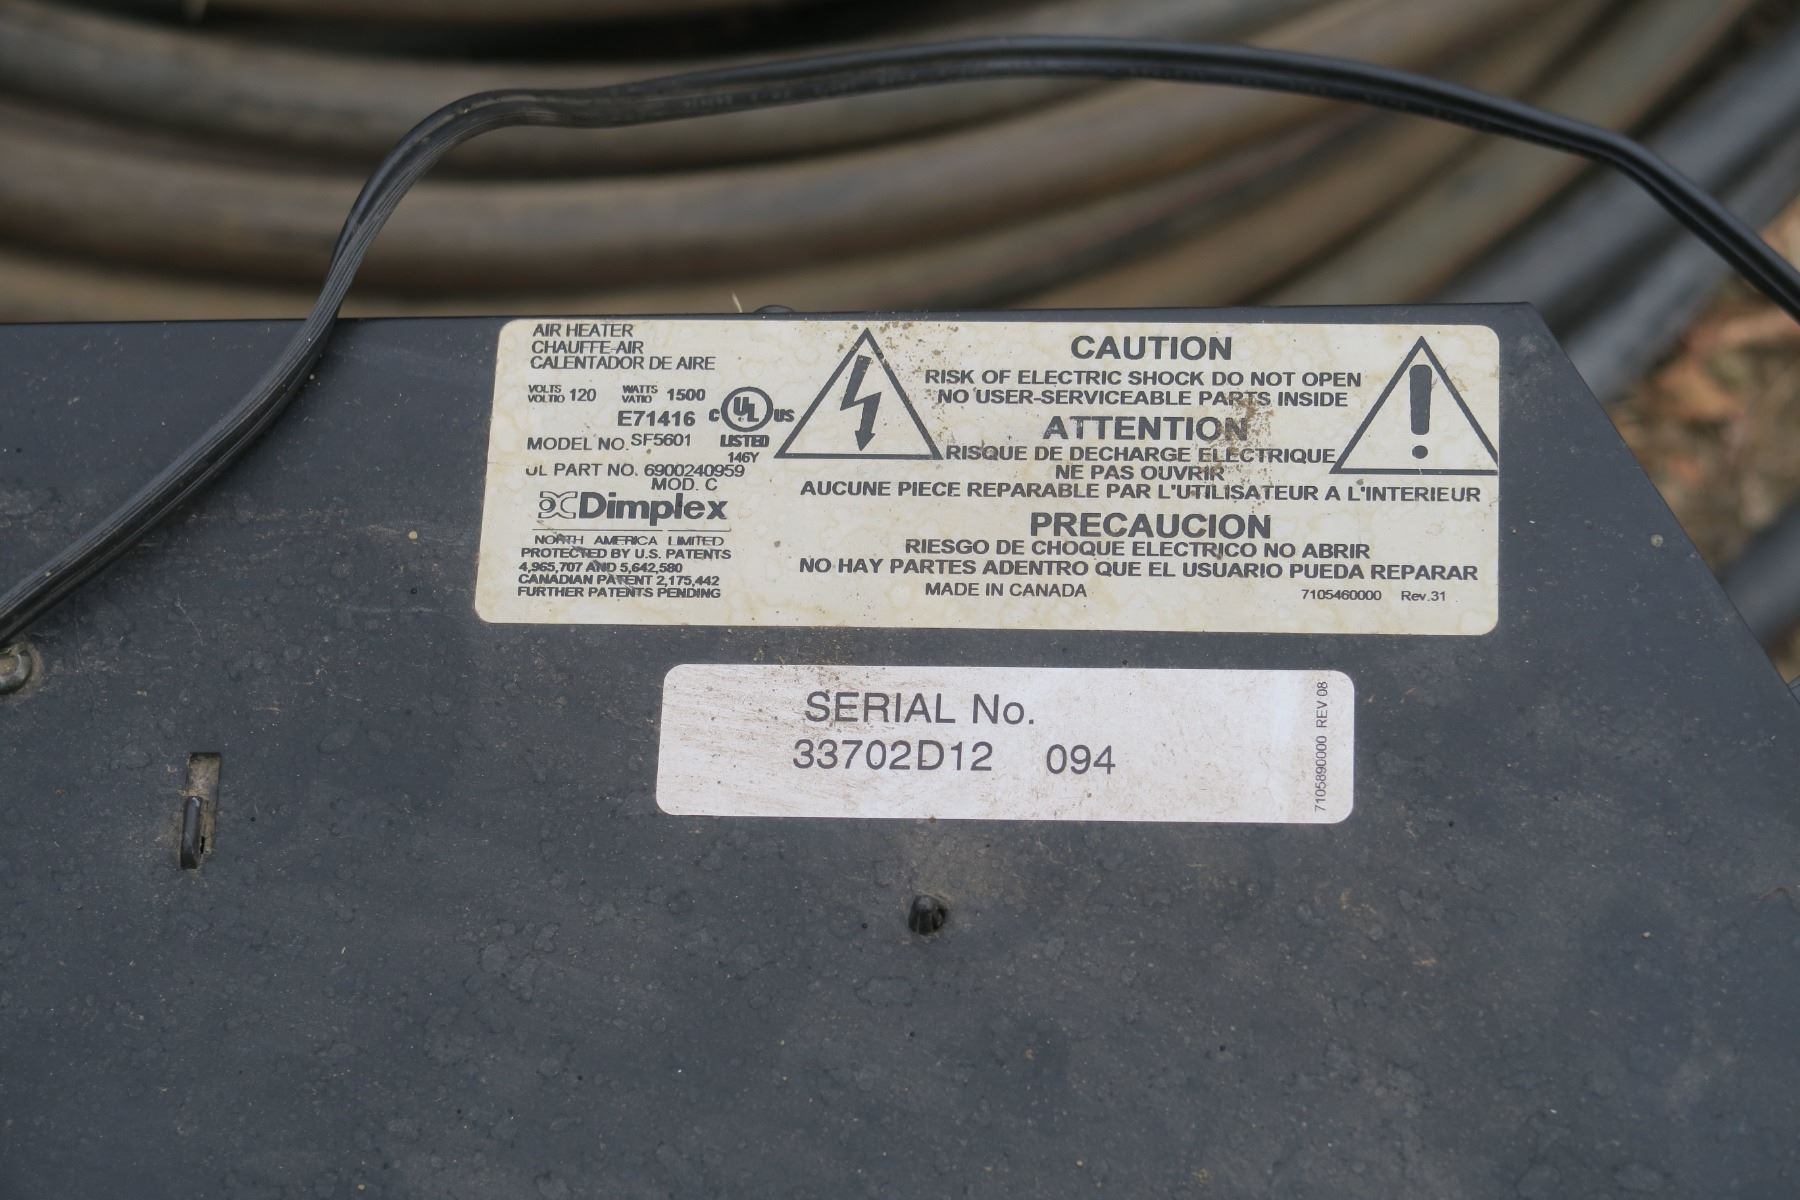 AIR HEATER
CHAUFFE-AIR
CALENTADOR DE AIRE
VOLTS
VOLTIO 120
WATTS
VATIO 1500
E71416
C UL US
LISTED
146Y
MODEL NO. SF5601
UL PART NO. 6900240959
MOD. C
Dimplex
NORTH AMERICA LIMITED
PROTECTED BY U.S. PATENTS
4,965,707 AND 5,642,580
CANADIAN PATENT 2,175,442
FURTHER PATENTS PENDING
CAUTION
RISK OF ELECTRIC SHOCK DO NOT OPEN
NO USER-SERVICEABLE PARTS INSIDE
ATTENTION
RISQUE DE DECHARGE ELECTRIQUE
NE PAS OUVRIR
AUCUNE PIECE REPARABLE PAR L'UTILISATEUR A L'INTERIEUR
PRECAUCION
RIESGO DE CHOQUE ELECTRICO NO ABRIR
NO HAY PARTES ADENTRO QUE EL USUARIO PUEDA REPARAR
MADE IN CANADA
7105460000 Rev.31
SERIAL No.
33702D12 094
7105890000 REV 08